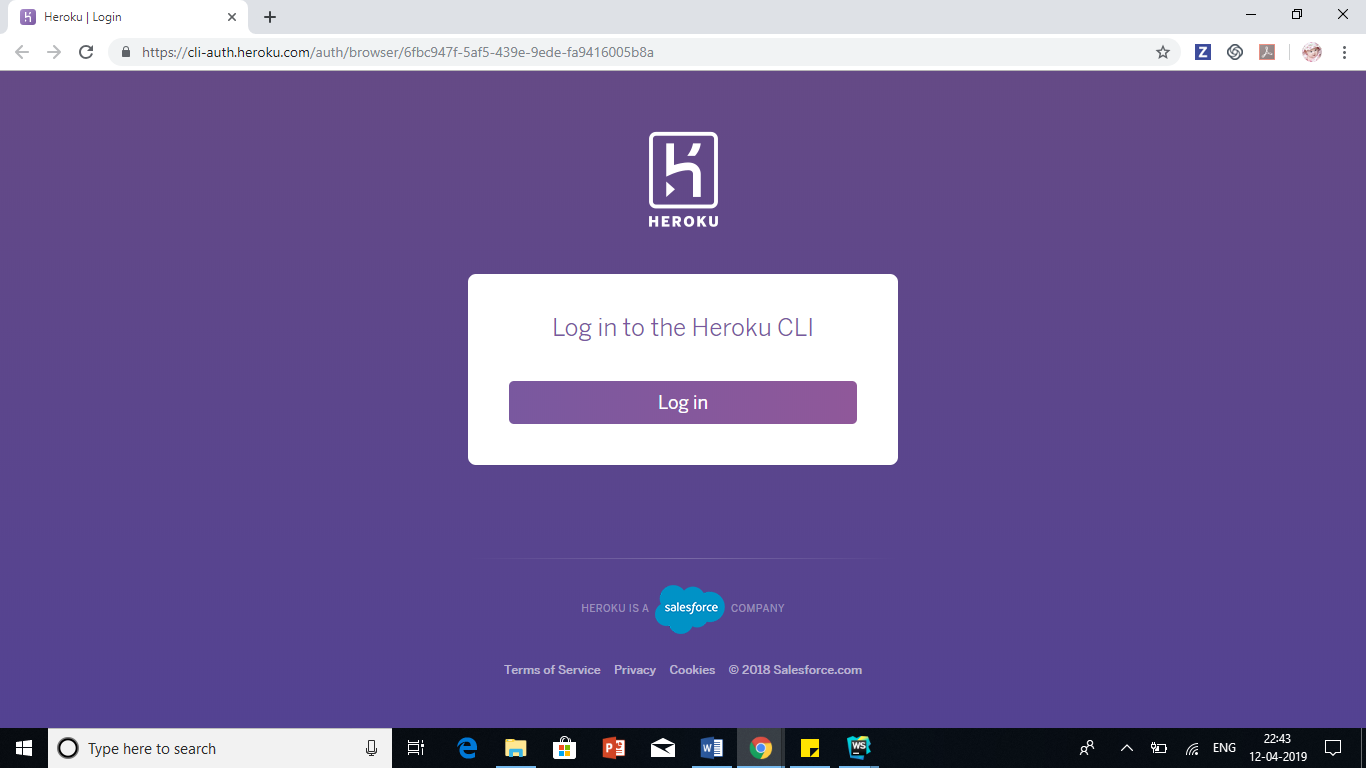 Heroku | Login
https://cli-auth.heroku.com/auth/browser/6fbc947f-5af5-439e-9ede-fa9416005b8a
Z
HEROKU
Log in to the Heroku CLI
Log in
HEROKU IS A salesforce COMPANY
Terms of Service Privacy Cookies © 2018 Salesforce.com
Type here to search
WS
ENG
22:43
12-04-2019